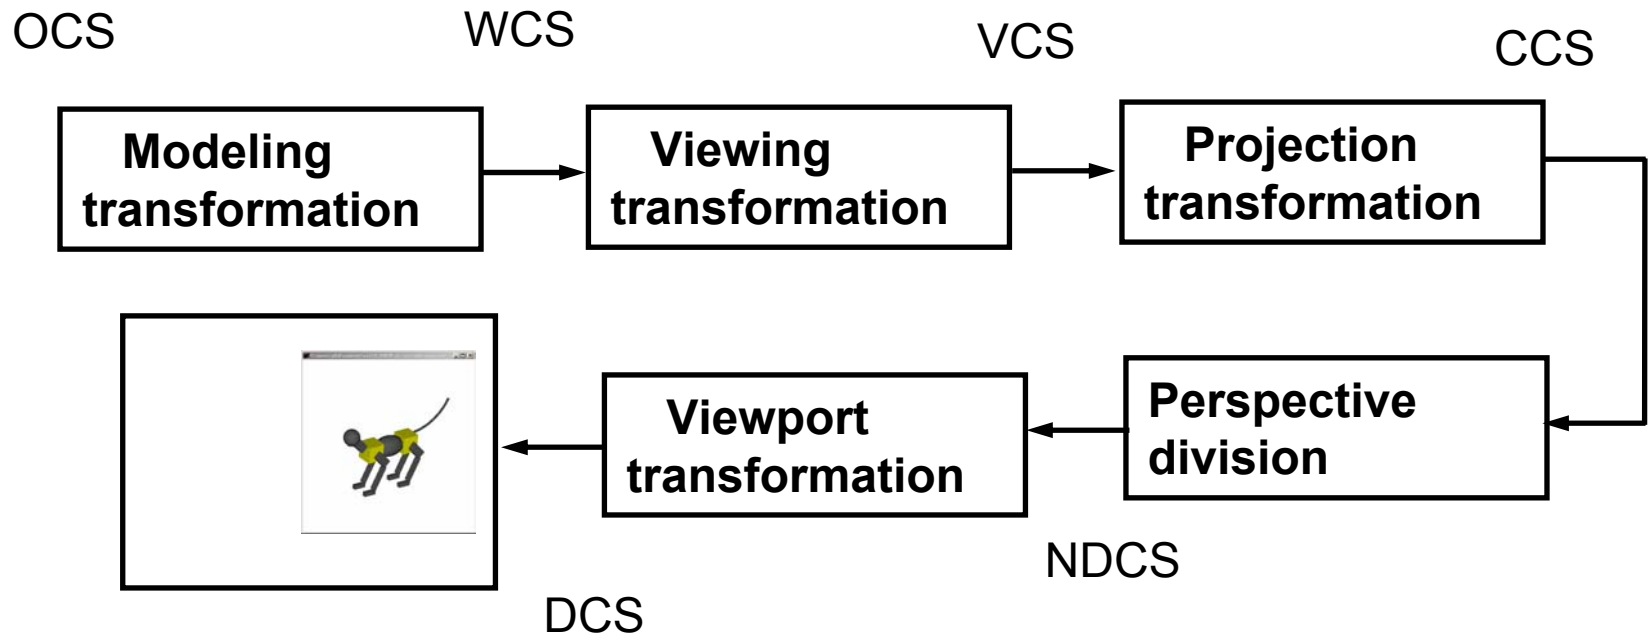 OCS
WCS
VCS
CCS
Modeling
transformation
Viewing
transformation
Projection
transformation
Viewport
transformation
Perspective
division
NDCS
DCS